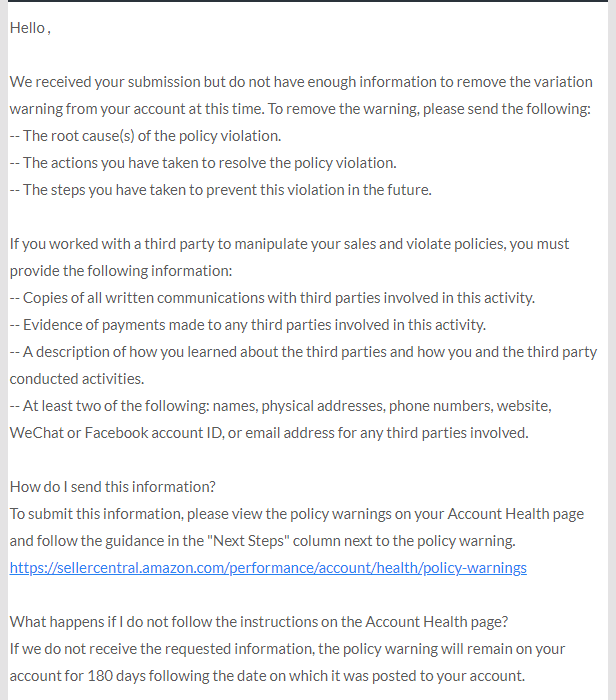 Hello ,
We received your submission but do not have enough information to remove the variation
warning from your account at this time. To remove the warning, please send the following:
-- The root cause(s) of the policy violation.
-- The actions you have taken to resolve the policy violation.
-- The steps you have taken to prevent this violation in the future.
If you worked with a third party to manipulate your sales and violate policies, you must
provide the following information:
-- Copies of all written communications with third parties involved in this activity.
-- Evidence of payments made to any third parties involved in this activity.
-- A description of how you learned about the third parties and how you and the third party
conducted activities.
-- At least two of the following: names, physical addresses, phone numbers, website,
WeChat or Facebook account ID, or email address for any third parties involved.
How do I send this information?
To submit this information, please view the policy warnings on your Account Health page
and follow the guidance in the "Next Steps" column next to the policy warning.
https://sellercentral.amazon.com/performance/account/health/policy-warnings
What happens if I do not follow the instructions on the Account Health page?
If we do not receive the requested information, the policy warning will remain on your
account for 180 days following the date on which it was posted to your account.